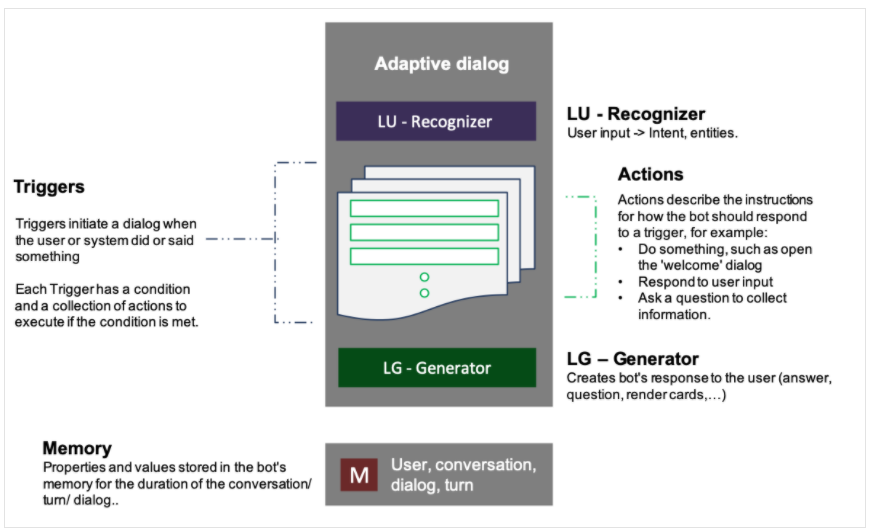 Adaptive dialog
LU - Recognizer
LU - Recognizer
User input -> Intent, entities.
Triggers
Triggers initiate a dialog when
the user or system did or said
something
Each Trigger has a condition
and a collection of actions to
execute if the condition is met.
Actions
Actions describe the instructions
for how the bot should respond
to a trigger, for example:
• Do something, such as open
the 'welcome' dialog
• Respond to user input
• Ask a question to collect
information.
LG - Generator
LG – Generator
Creates bot's response to the user (answer,
question, render cards,…)
Memory
Properties and values stored in the bot's
memory for the duration of the conversation/
turn/ dialog..
M
User, conversation,
dialog, turn